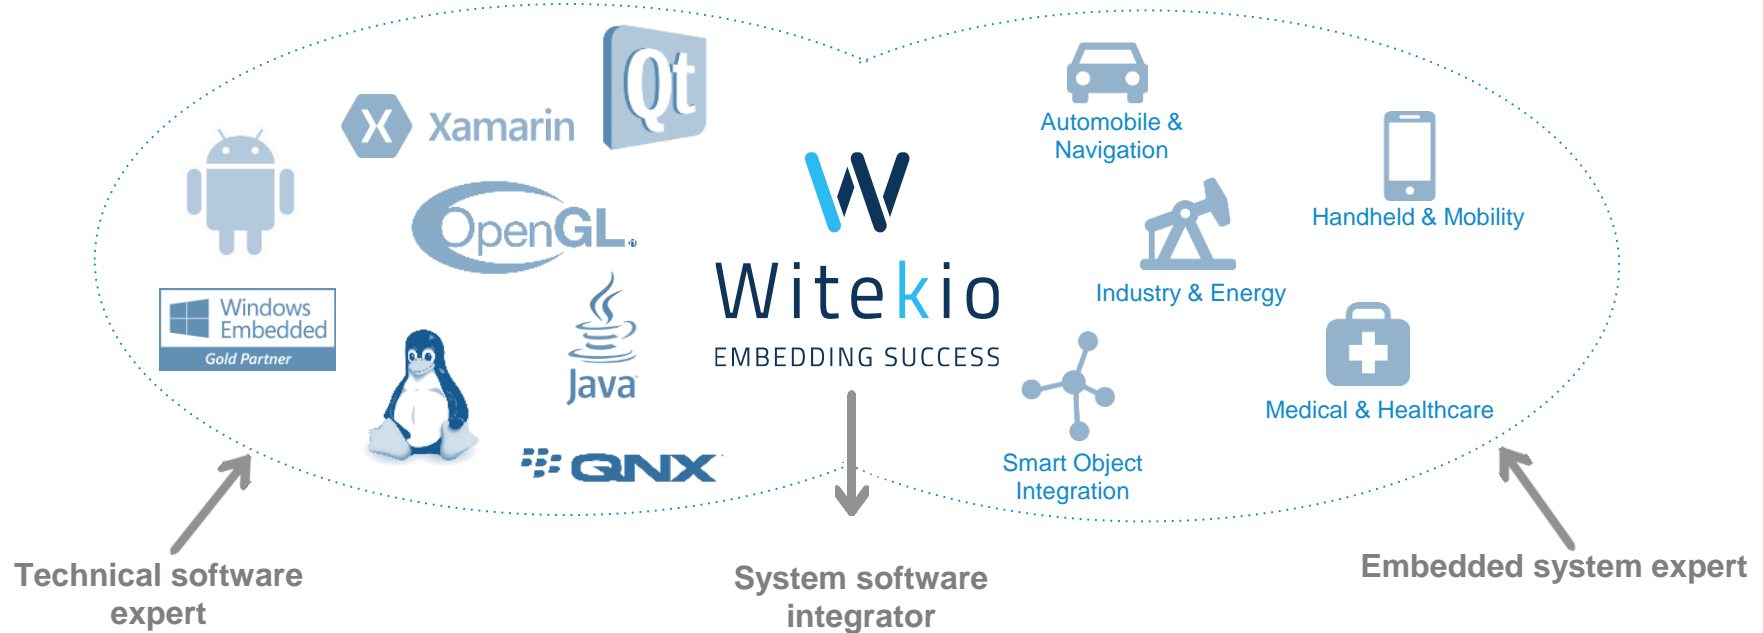 Qt
X Xamarin
OpenGL
Windows
Embedded
Gold Partner
Java
QNX
Witekio
EMBEDDING SUCCESS
Automobile &
Navigation
Handheld & Mobility
Industry & Energy
Medical & Healthcare
Smart Object
Integration
Technical software
expert
System software
integrator
Embedded system expert